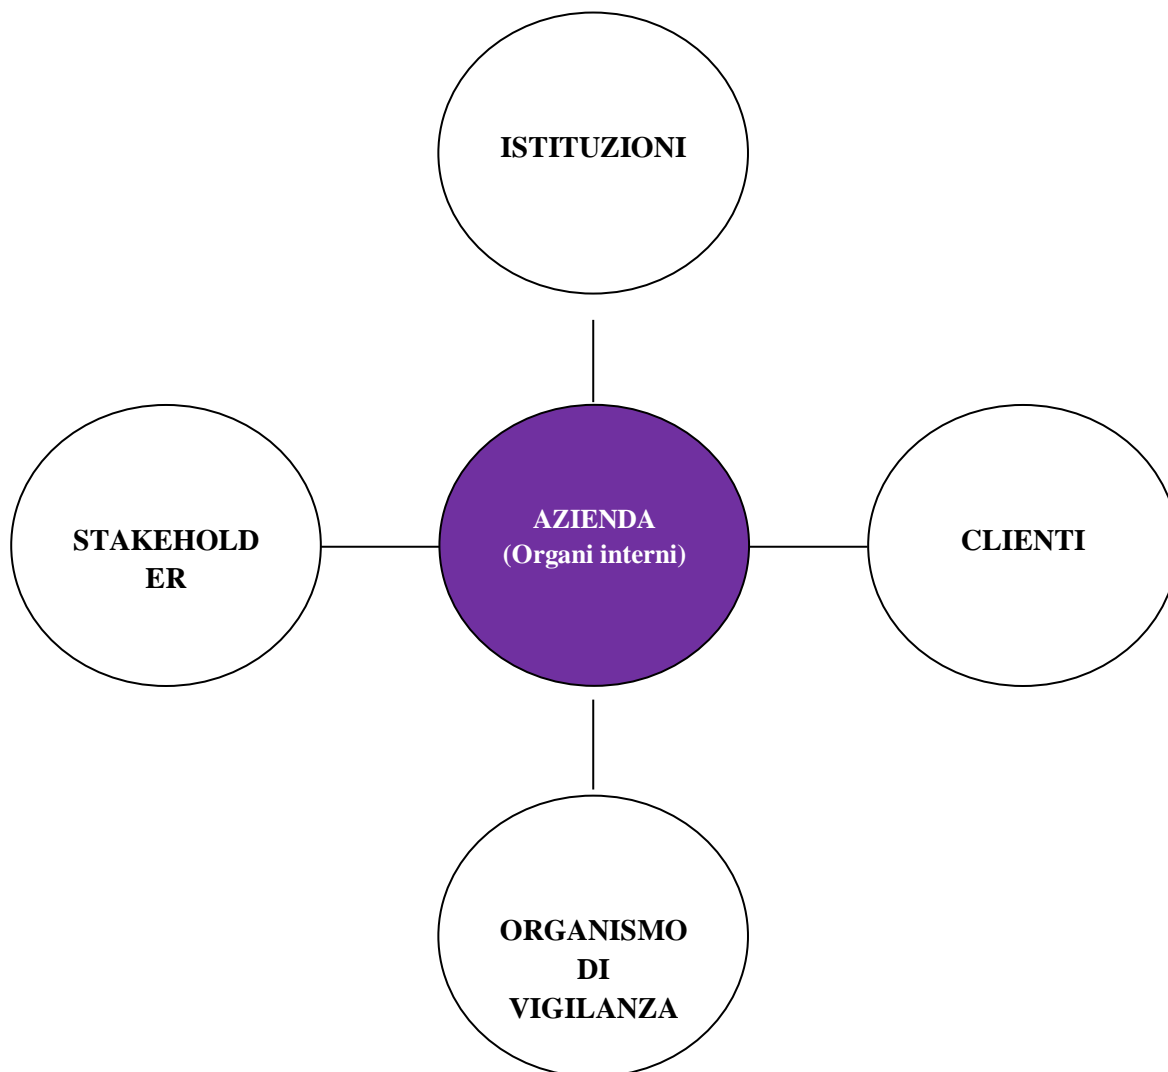 ISTITUZIONI
STAKEHOLD
ER
AZIENDA
(Organi interni)
CLIENTI
ORGANISMO
DI
VIGILANZA